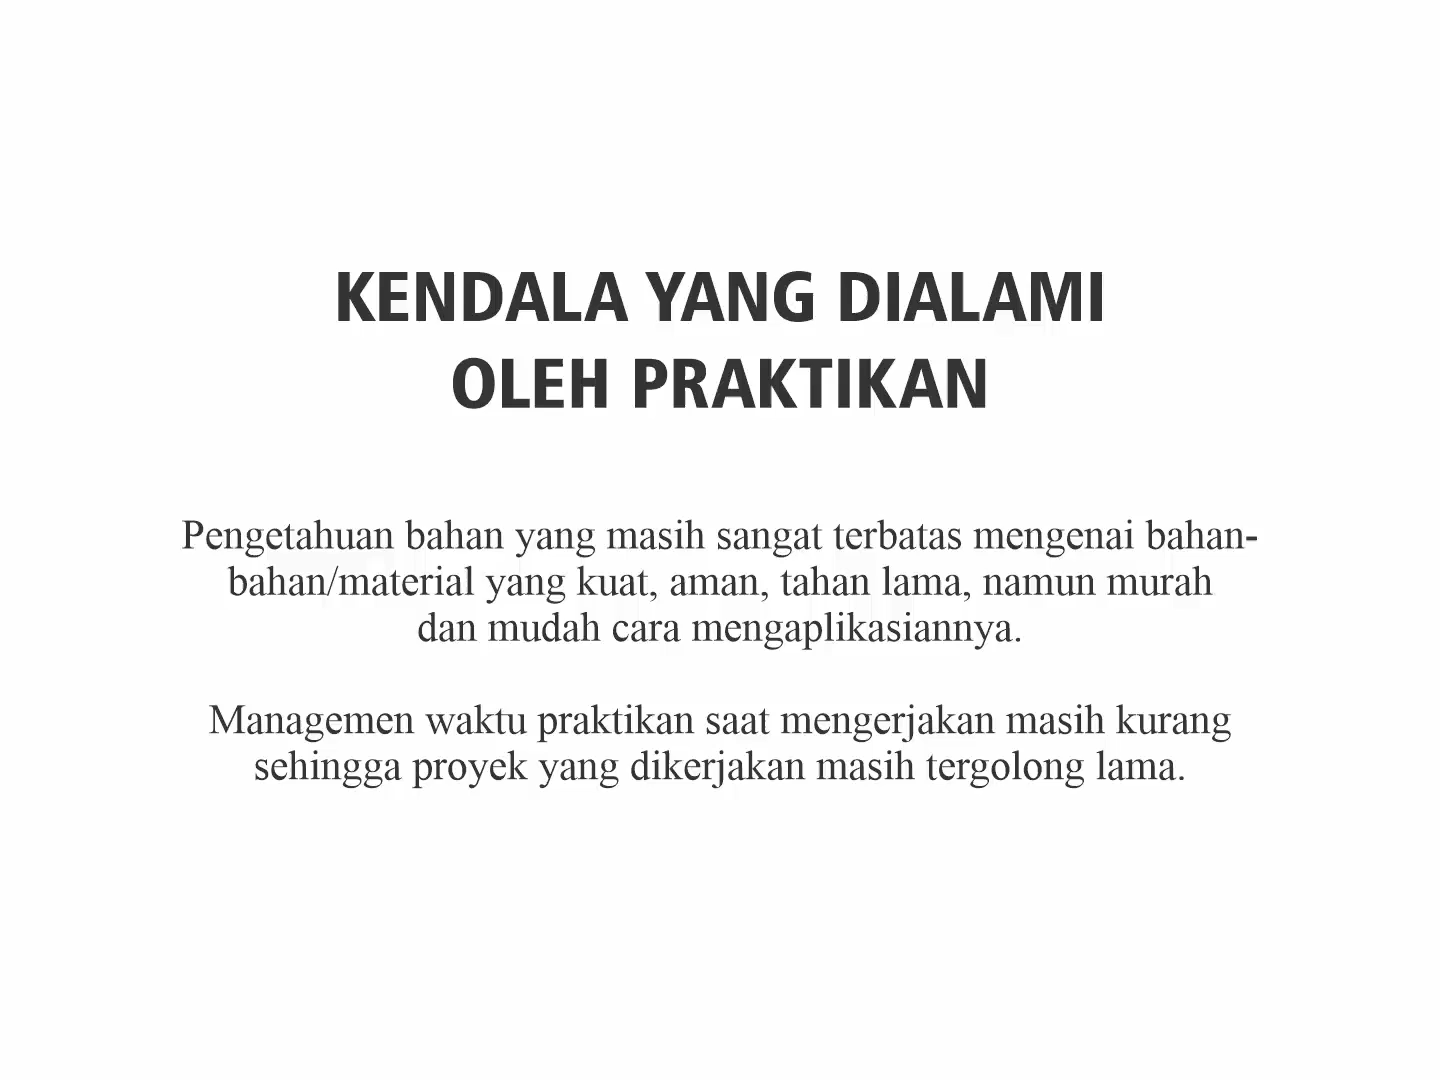 KENDALA YANG DIALAMI
OLEH PRAKTIKAN
Pengetahuan bahan yang masih sangat terbatas mengenai bahan-
bahan/material yang kuat, aman, tahan lama, namun murah
dan mudah cara mengaplikasiannya.
Managemen waktu praktikan saat mengerjakan masih kurang
sehingga proyek yang dikerjakan masih tergolong lama.